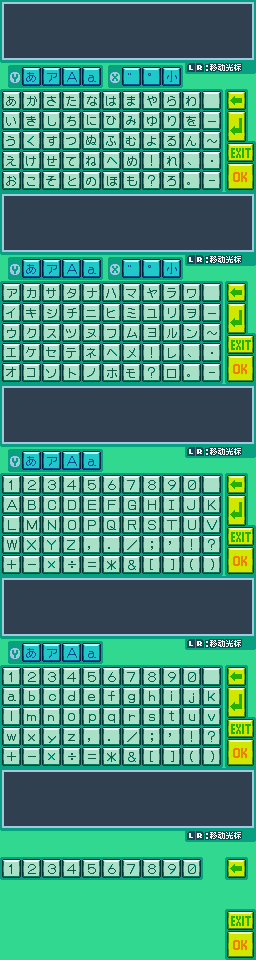 L R:移动光标
Y あ ア A a X ゛ ゜ 小
あ か さ た な は ま や ら わ
い き し ち に ひ み ゆ り を ー
う く す つ ぬ ふ む よ る ん ～
え け せ て ね へ め ! れ 、 ・ EXIT
お こ そ と の ほ も ? ろ 。 - OK
L R:移动光标
Y あ ア A a X ゛ ゜ 小
ア カ サ タ ナ ハ マ ヤ ラ ワ
イ キ シ チ ニ ヒ ミ ユ リ ヲ ー
ウ ク ス ツ ヌ フ ム ヨ ル ン ～
エ ケ セ テ ネ ヘ メ ! レ 、 ・ EXIT
オ コ ソ ト ノ ホ モ ? ロ 。 - OK
L R:移动光标
Y あ ア A a
1 2 3 4 5 6 7 8 9 0
A B C D E F G H I J K
L M N O P Q R S T U V
W X Y Z , . / ; ' ! ? EXIT
+ - × ÷ = * & [ ] ( ) OK
L R:移动光标
Y あ ア A a
1 2 3 4 5 6 7 8 9 0
a b c d e f g h i j k
l m n o p q r s t u v
w x y z , . / ; ' ! ? EXIT
+ - × ÷ = * & [ ] ( ) OK
L R:移动光标
1 2 3 4 5 6 7 8 9 0
EXIT
OK